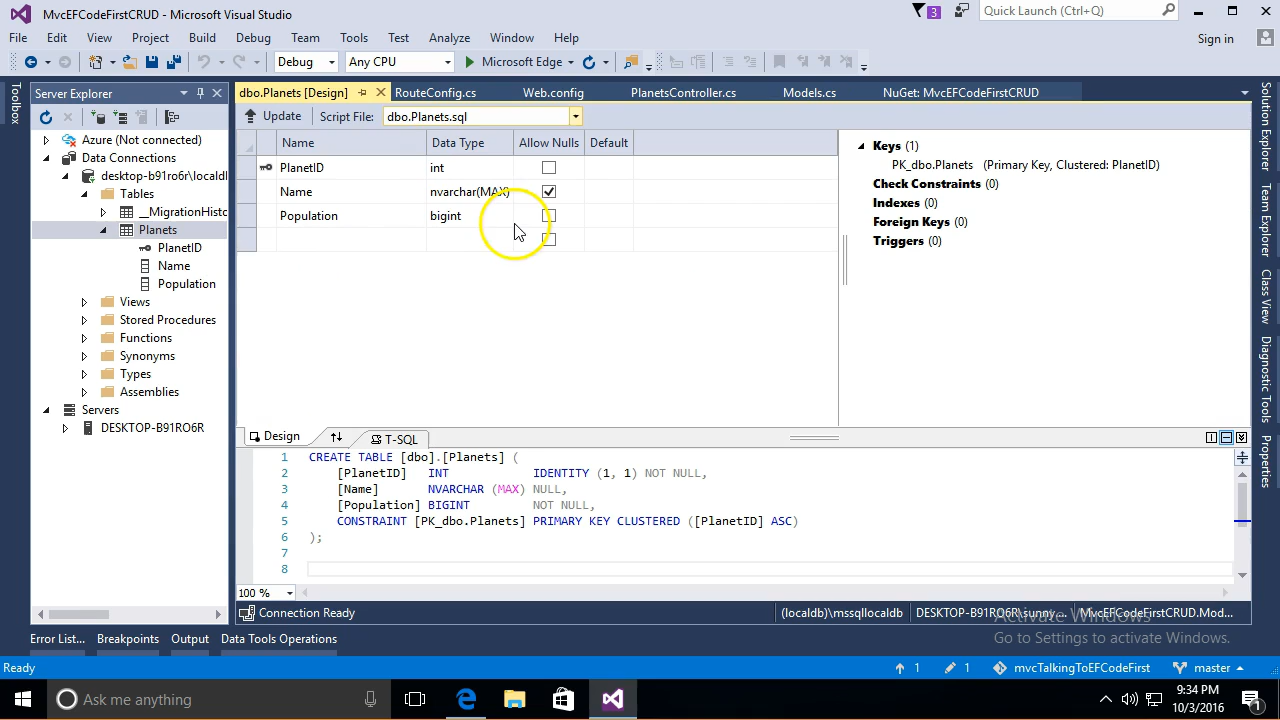 MvcEFCodeFirstCRUD - Microsoft Visual Studio
3
Quick Launch (Ctrl+Q)
File Edit View Project Build Debug Team Tools Test Analyze Window Help
Sign in
Debug Any CPU Microsoft Edge
Toolbox
Server Explorer
Azure (Not connected)
Data Connections
desktop-b91ro6r\localdl
Tables
__MigrationHisto
Planets
PlanetID
Name
Population
Views
Stored Procedures
Functions
Synonyms
Types
Assemblies
Servers
DESKTOP-B91RO6R
dbo.Planets [Design] RouteConfig.cs Web.config PlanetsController.cs Models.cs NuGet: MvcEFCodeFirstCRUD
Update Script File: dbo.Planets.sql
Name Data Type Allow Nulls Default
PlanetID int
Name nvarchar(MAX)
Population bigint
Keys (1)
PK_dbo.Planets (Primary Key, Clustered: PlanetID)
Check Constraints (0)
Indexes (0)
Foreign Keys (0)
Triggers (0)
Design T-SQL
1 CREATE TABLE [dbo].[Planets] (
2 [PlanetID] INT IDENTITY (1, 1) NOT NULL,
3 [Name] NVARCHAR (MAX) NULL,
4 [Population] BIGINT NOT NULL,
5 CONSTRAINT [PK_dbo.Planets] PRIMARY KEY CLUSTERED ([PlanetID] ASC)
6 );
7
8
100 %
Connection Ready (localdb)\mssqllocaldb MvcEFCodeFirstCRUD.Mod...
Solution Explorer
Team Explorer
Class View
Diagnostic Tools
Properties
Activate Windows
Go to Settings to activate Windows.
Error List... Breakpoints Output Data Tools Operations
Ready 1 1 mvcTalkingToEFCodeFirst master
Ask me anything
9:34 PM
10/3/2016
1